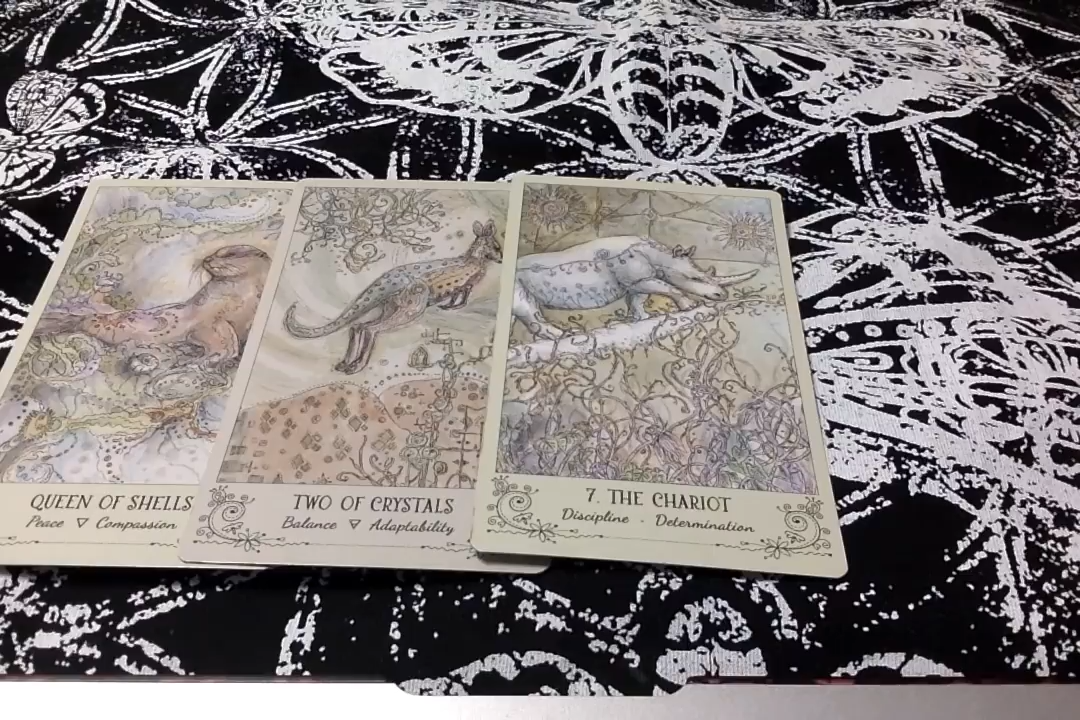 QUEEN OF SHELLS
Peace ▽ Compassion
TWO OF CRYSTALS
Balance ▽ Adaptability
7. THE CHARIOT
Discipline · Determination